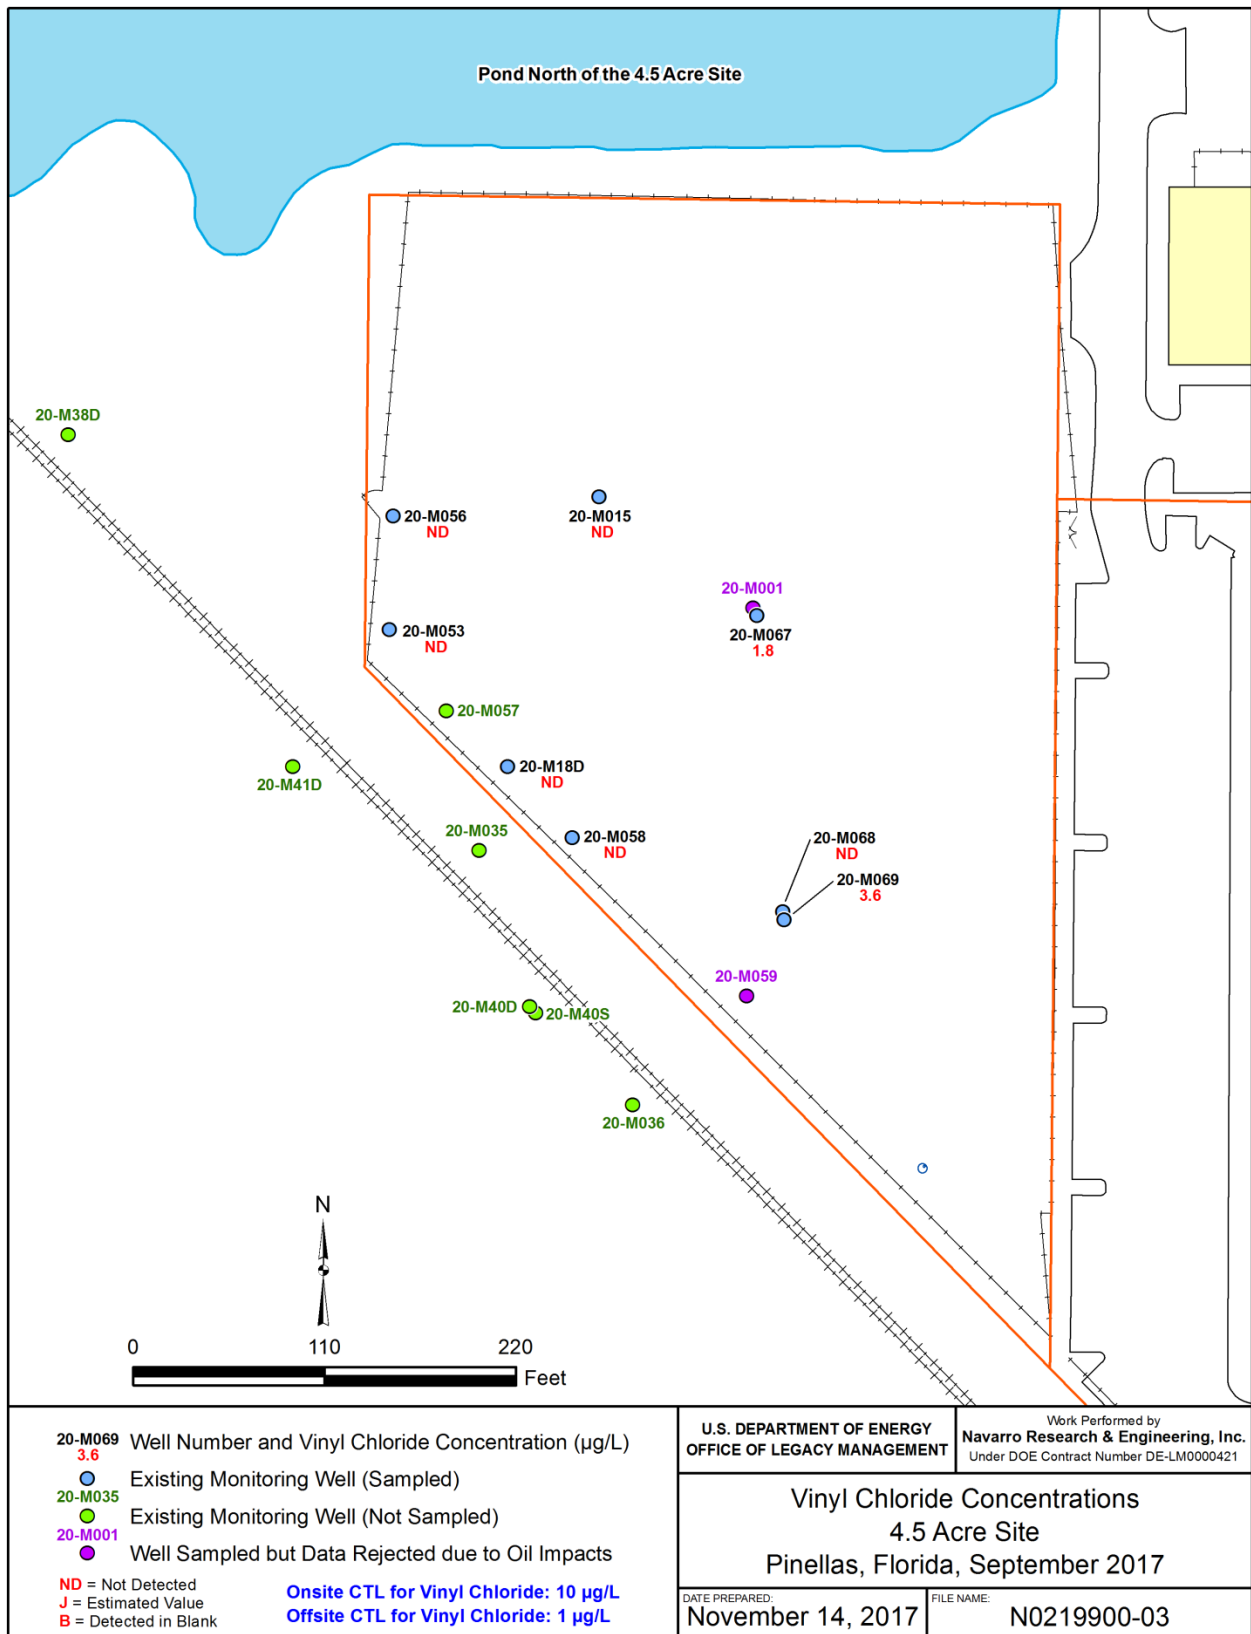 Pond North of the 4.5 Acre Site
20-M38D
20-M056
ND
20-M015
ND
20-M001
20-M067
1.8
20-M053
ND
20-M057
20-M18D
ND
20-M41D
20-M035
20-M058
ND
20-M068
ND
20-M069
3.6
20-M059
20-M40D
20-M40S
20-M036
N
0 110 220
Feet
20-M069
3.6
Well Number and Vinyl Chloride Concentration (µg/L)
Existing Monitoring Well (Sampled)
20-M035
Existing Monitoring Well (Not Sampled)
20-M001
Well Sampled but Data Rejected due to Oil Impacts
ND = Not Detected
J = Estimated Value
B = Detected in Blank
Onsite CTL for Vinyl Chloride: 10 µg/L
Offsite CTL for Vinyl Chloride: 1 µg/L
U.S. DEPARTMENT OF ENERGY
OFFICE OF LEGACY MANAGEMENT
Work Performed by
Navarro Research & Engineering, Inc.
Under DOE Contract Number DE-LM0000421
Vinyl Chloride Concentrations
4.5 Acre Site
Pinellas, Florida, September 2017
DATE PREPARED:
November 14, 2017
FILE NAME:
N0219900-03